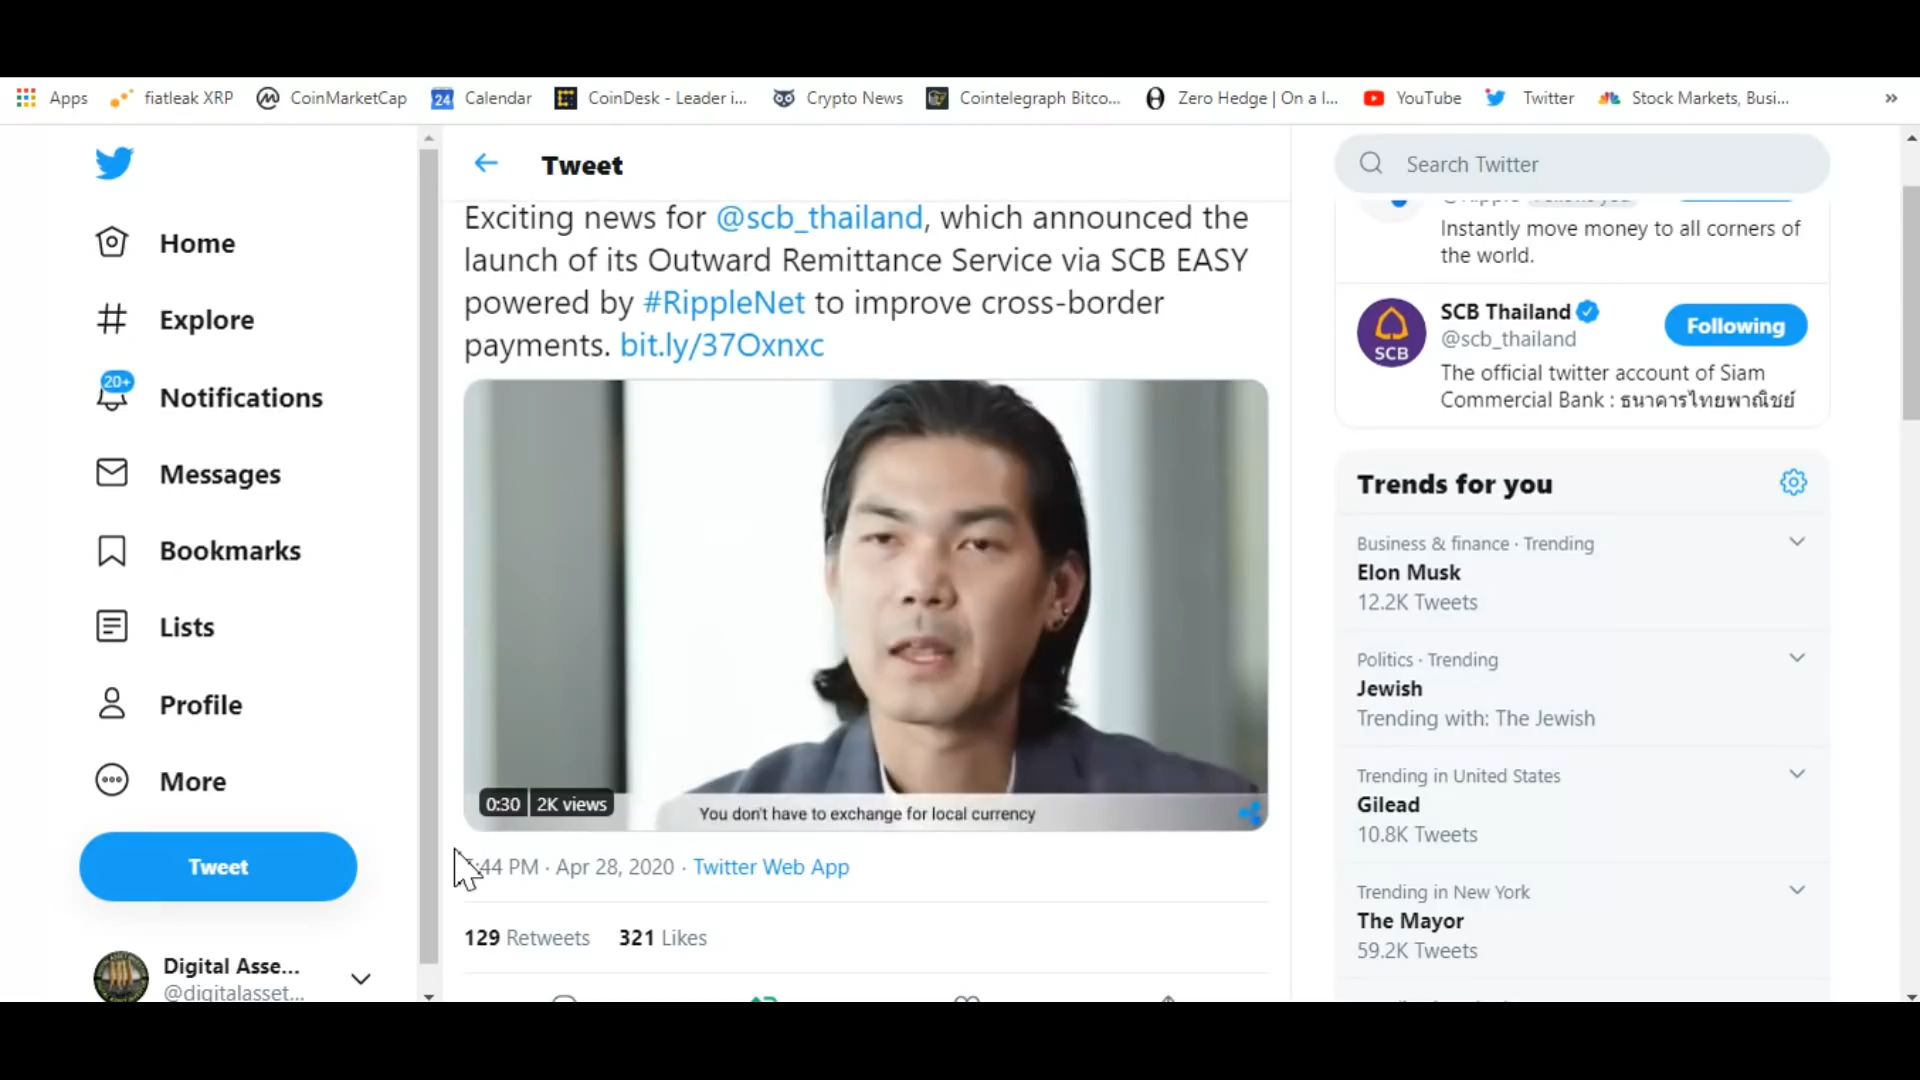 Apps
fiatleak XRP
CoinMarketCap
24
Calendar
CoinDesk - Leader i...
Crypto News
Cointelegraph Bitco...
Zero Hedge | On a l...
YouTube
Twitter
Stock Markets, Busi...
»
Home
Explore
20+
Notifications
Messages
Bookmarks
Lists
Profile
More
Tweet
Digital Asse...
@digitalasset...
Tweet
Exciting news for @scb_thailand, which announced the
launch of its Outward Remittance Service via SCB EASY
powered by #RippleNet to improve cross-border
payments. bit.ly/37Oxnxc
0:30
2K views
You don't have to exchange for local currency
:44 PM · Apr 28, 2020 · Twitter Web App
129 Retweets 321 Likes
Search Twitter
Instantly move money to all corners of
the world.
SCB
SCB Thailand
@scb_thailand
Following
The official twitter account of Siam
Commercial Bank : ธนาคารไทยพาณิชย์
Trends for you
Business & finance · Trending
Elon Musk
12.2K Tweets
Politics · Trending
Jewish
Trending with: The Jewish
Trending in United States
Gilead
10.8K Tweets
Trending in New York
The Mayor
59.2K Tweets